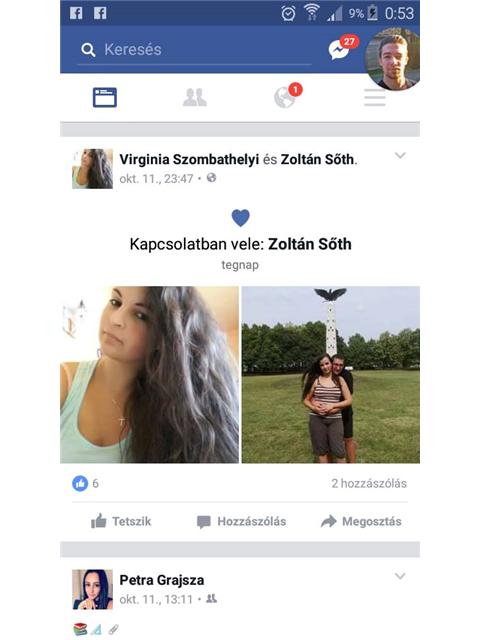 9% 0:53
Keresés
27
1
Virginia Szombathelyi és Zoltán Sőth.
okt. 11., 23:47 •
Kapcsolatban vele: Zoltán Sőth
tegnap
6
2 hozzászólás
Tetszik Hozzászólás Megosztás
Petra Grajsza
okt. 11., 13:11 •